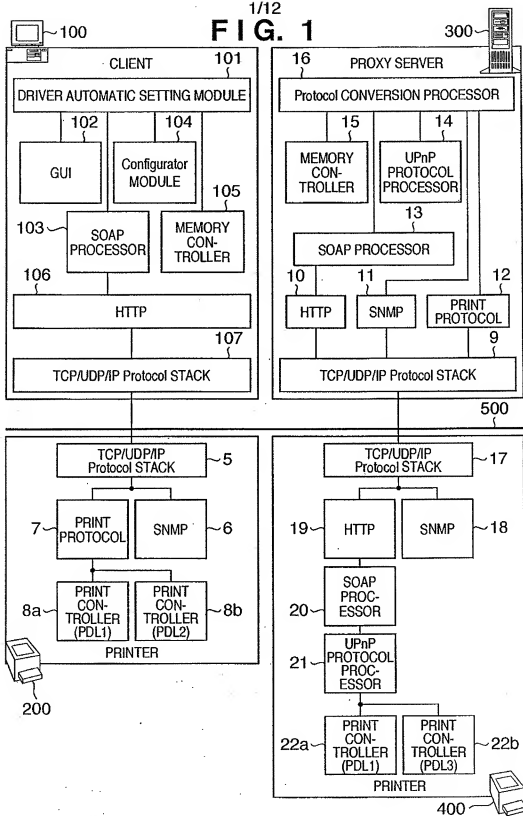 1/12
FIG. 1
100
CLIENT
101
DRIVER AUTOMATIC SETTING MODULE
102
GUI
104
Configurator
MODULE
103
SOAP
PROCESSOR
105
MEMORY
CON-
TROLLER
106
HTTP
107
TCP/UDP/IP Protocol STACK
300
PROXY SERVER
16
Protocol CONVERSION PROCESSOR
15
MEMORY
CON-
TROLLER
14
UPnP
PROTOCOL
PROCESSOR
13
SOAP PROCESSOR
10
HTTP
11
SNMP
12
PRINT
PROTOCOL
9
TCP/UDP/IP Protocol STACK
500
TCP/UDP/IP
Protocol STACK
5
7
PRINT
PROTOCOL
SNMP
6
8a
PRINT
CON-
TROLLER
(PDL1)
PRINT
CON-
TROLLER
(PDL2)
8b
PRINTER
200
TCP/UDP/IP
Protocol STACK
17
19
HTTP
SNMP
18
SOAP
PROC-
ESSOR
20
UPnP
PROTOCOL
PROC-
ESSOR
21
22a
PRINT
CON-
TROLLER
(PDL1)
PRINT
CON-
TROLLER
(PDL3)
22b
PRINTER
400